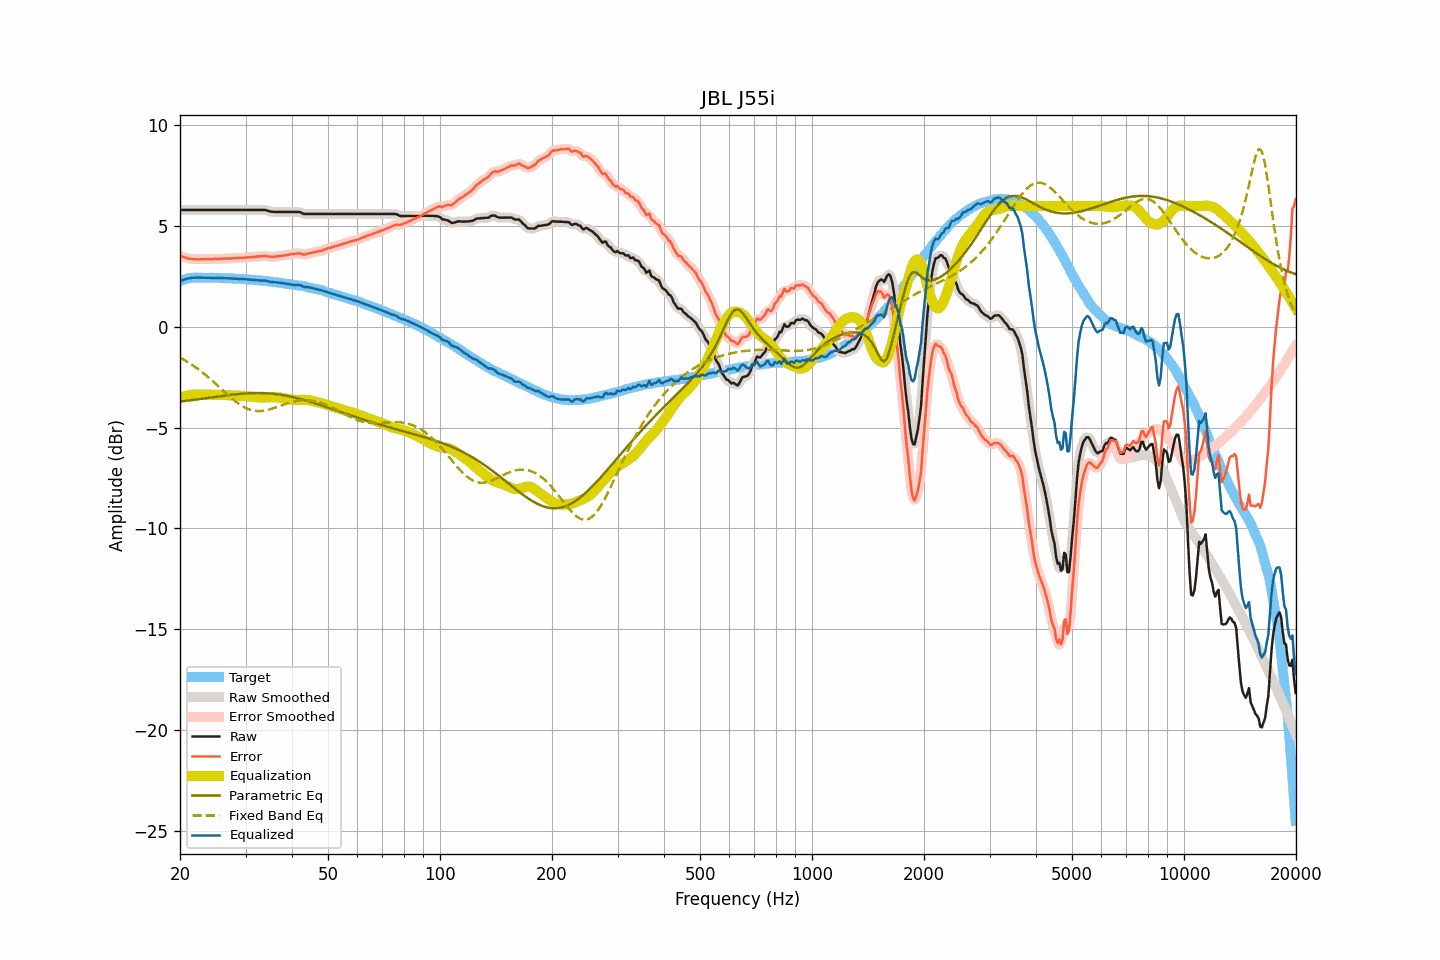 JBL J55i
10
5
0
−5
−10
−15
−20
−25
Amplitude (dBr)
Target
Raw Smoothed
Error Smoothed
Raw
Error
Equalization
Parametric Eq
Fixed Band Eq
Equalized
20 50 100 200 500 1000 2000 5000 10000 20000
Frequency (Hz)